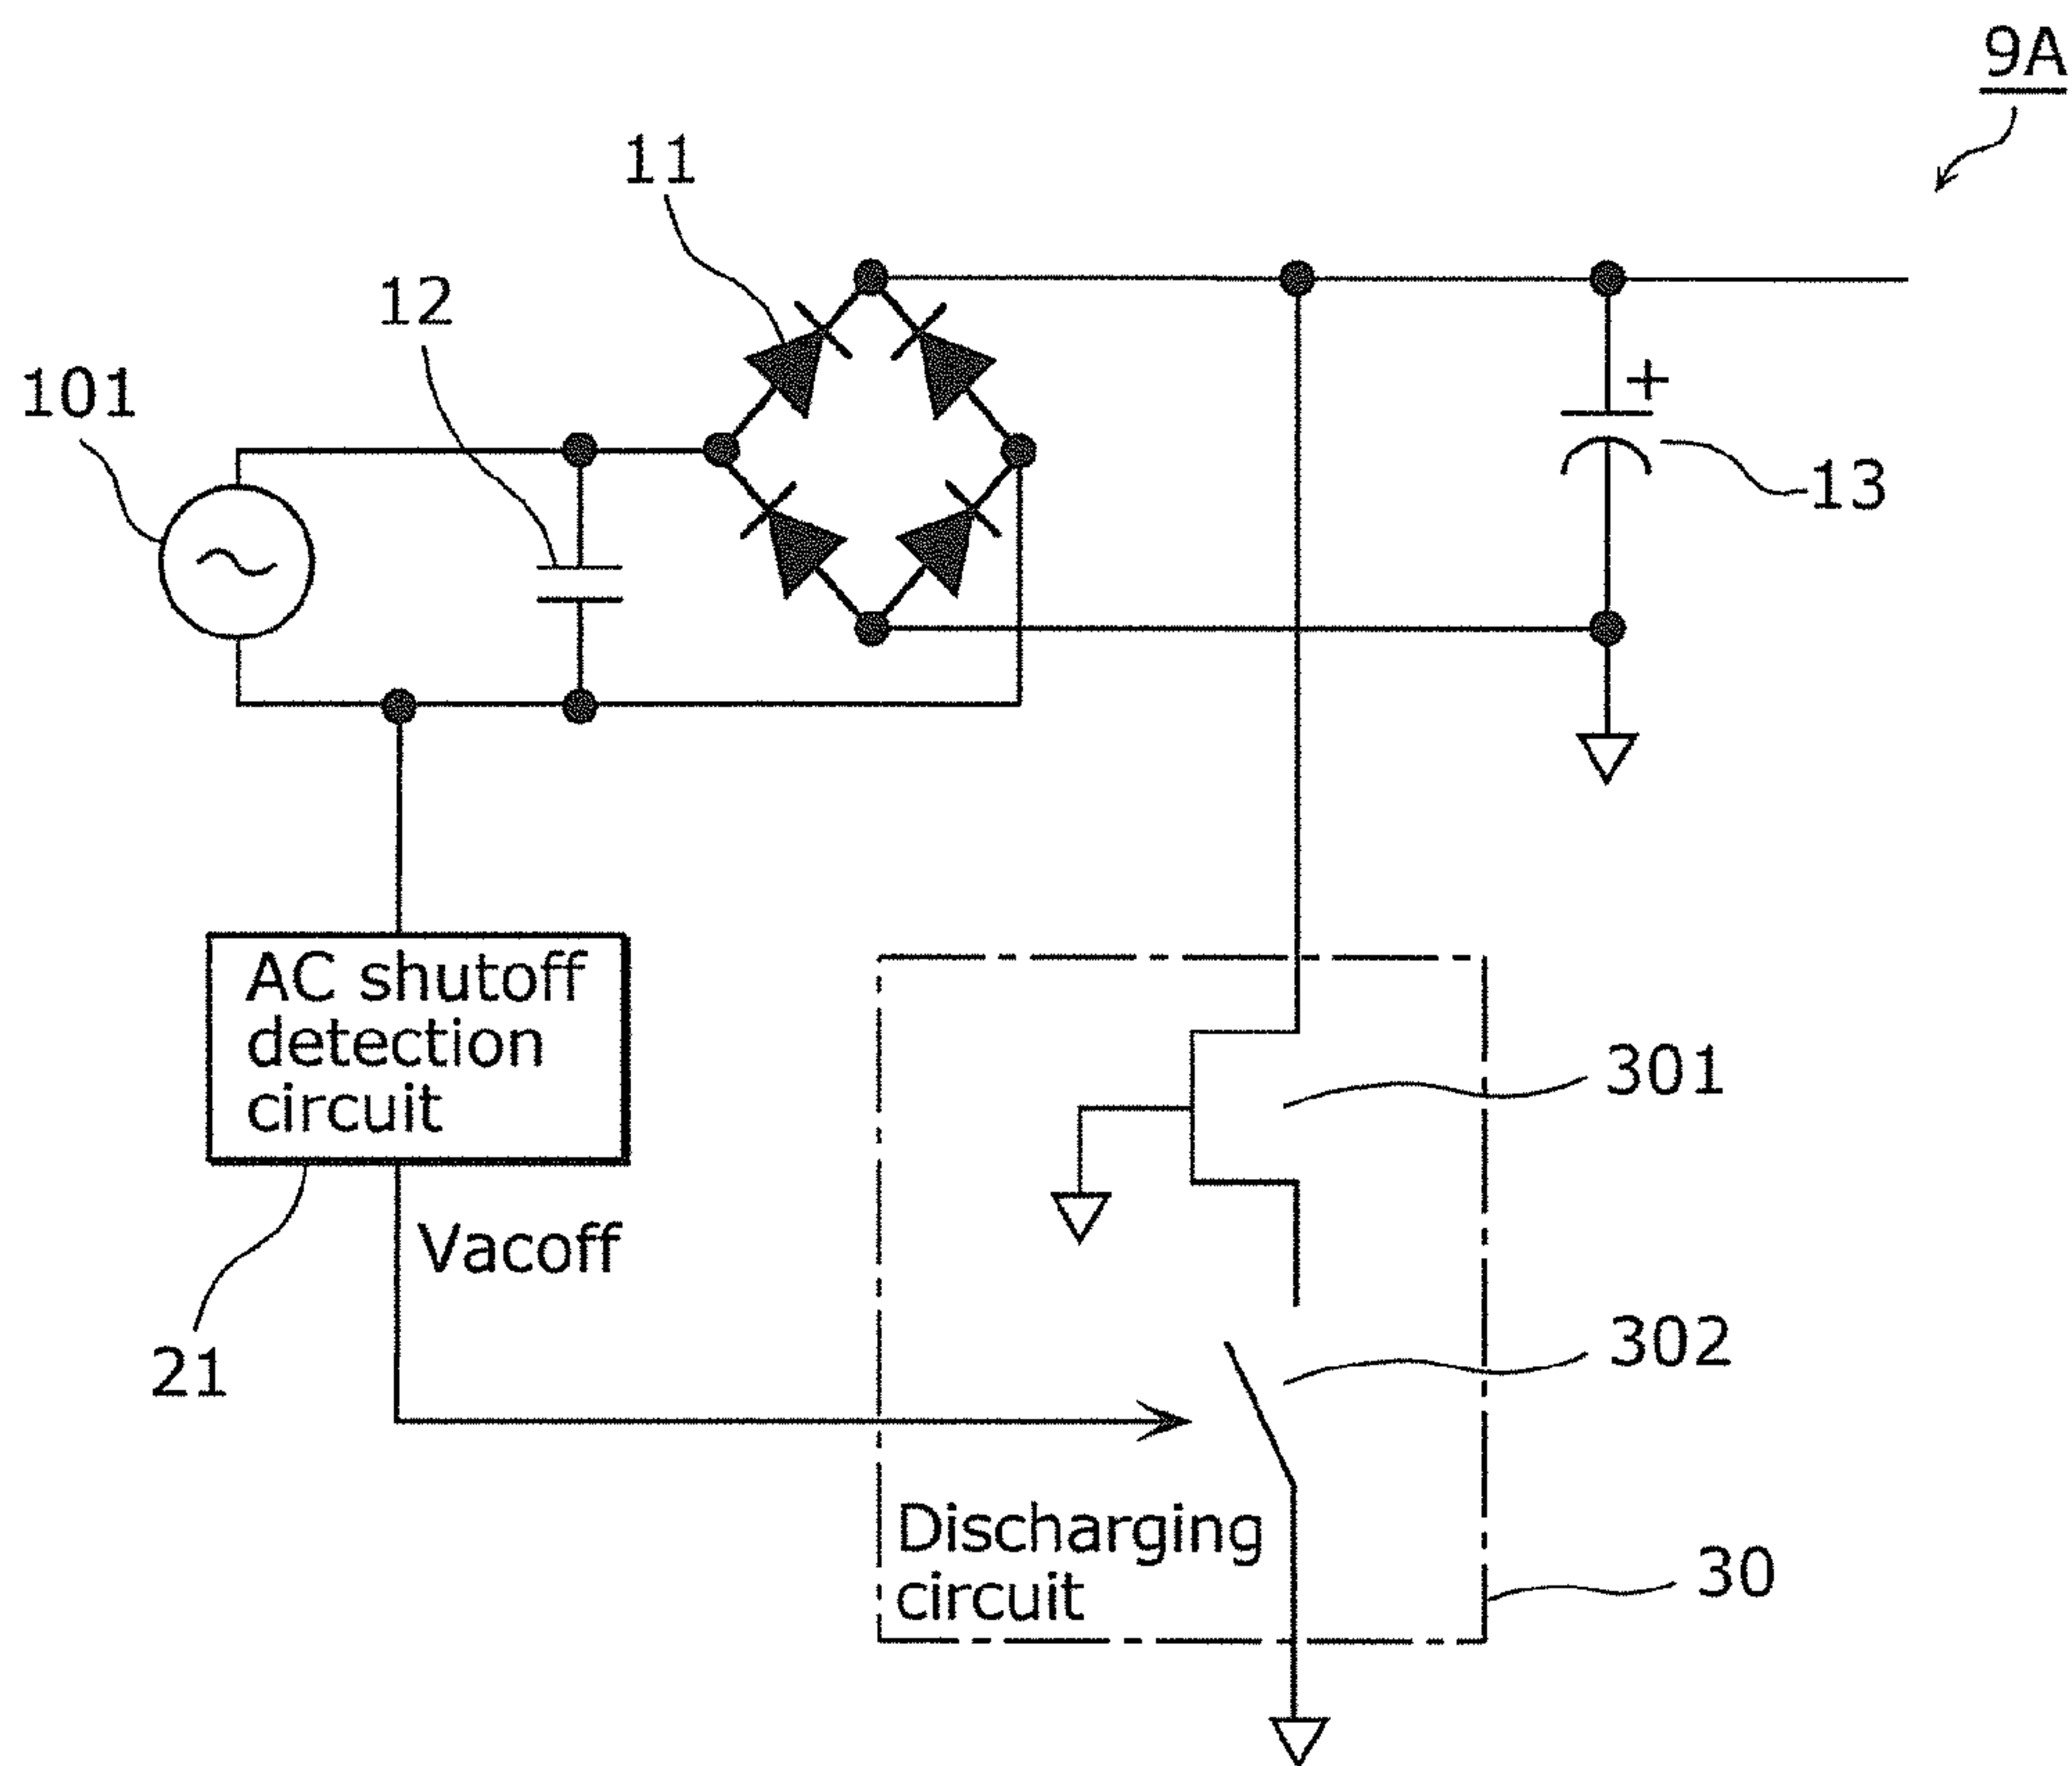 9A
11
12
101
+
13
AC shutoff
detection
circuit
301
Vacoff
302
21
Discharging
circuit
30